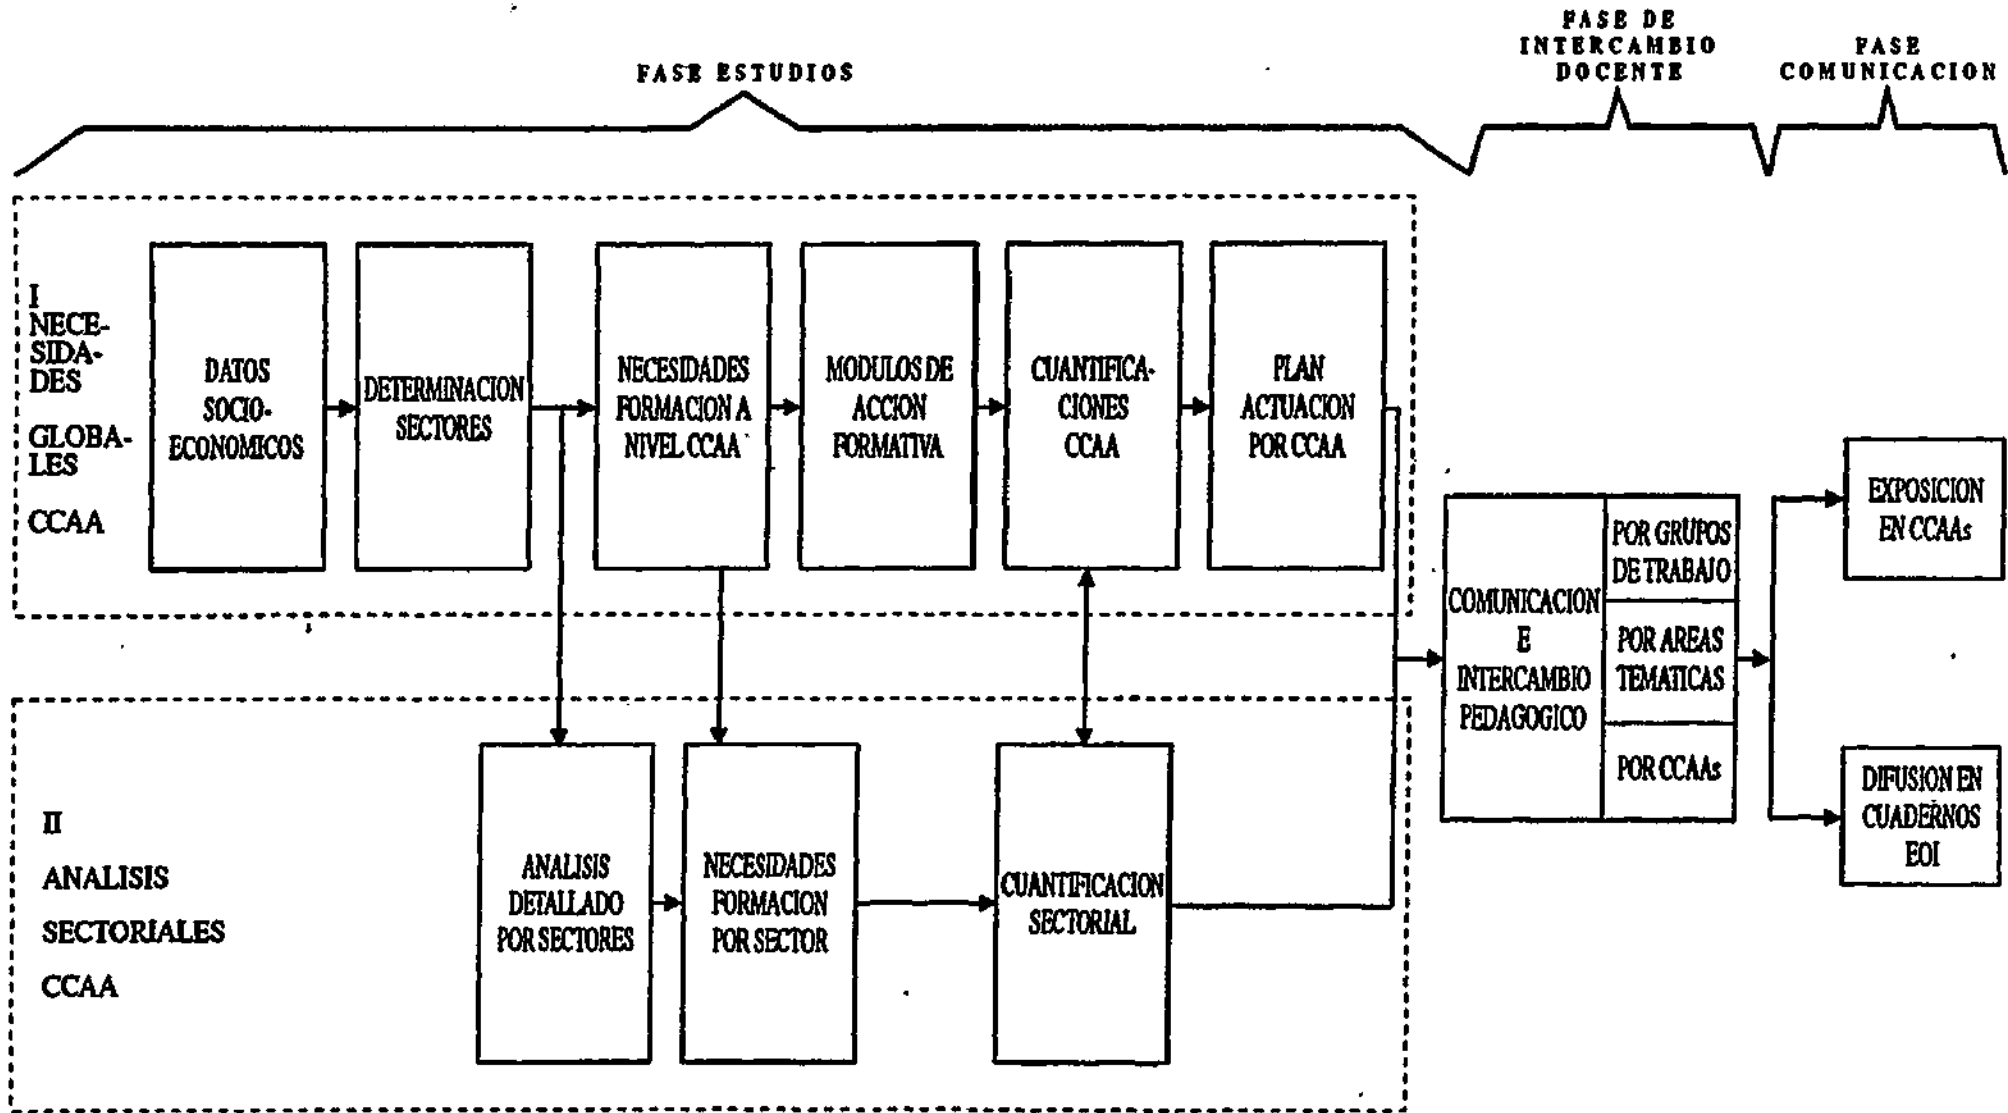 FASE ESTUDIOS
FASE DE
INTERCAMBIO
DOCENTE
FASE
COMUNICACION
I
NECE-
SIDA-
DES
GLOBA-
LES
CCAA
DATOS
SOCIO-
ECONOMICOS
DETERMINACION
SECTORES
NECESIDADES
FORMACION A
NIVEL CCAA
MODULOS DE
ACCION
FORMATIVA
CUANTIFICA-
CIONES
CCAA
PLAN
ACTUACION
POR CCAA
II
ANALISIS
SECTORIALES
CCAA
ANALISIS
DETALLADO
POR SECTORES
NECESIDADES
FORMACION
POR SECTOR
CUANTIFICACION
SECTORIAL
COMUNICACION
E
INTERCAMBIO
PEDAGOGICO
POR GRUPOS
DE TRABAJO
POR AREAS
TEMATICAS
POR CCAAs
EXPOSICION
EN CCAAs
DIFUSION EN
CUADERNOS
EOI